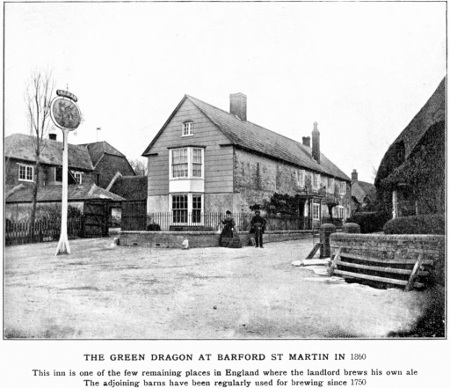 THE GREEN DRAGON AT BARFORD ST MARTIN IN 1860
This inn is one of the few remaining places in England where the landlord brews his own ale
The adjoining barns have been regularly used for brewing since 1750